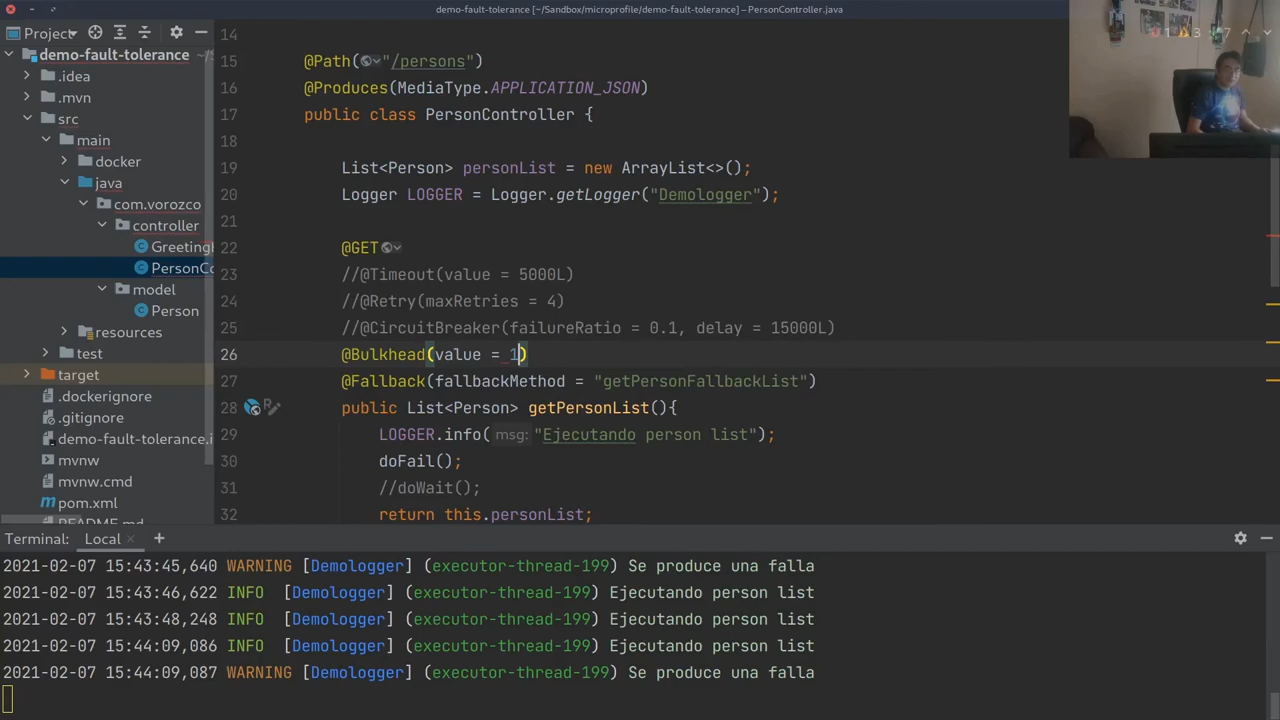 demo-fault-tolerance [~/Sandbox/microprofile/demo-fault-tolerance] – PersonController.java
Project
demo-fault-tolerance
.idea
.mvn
src
main
docker
java
com.vorozco
controller
Greeting
PersonCo
model
Person
resources
test
target
.dockerignore
.gitignore
demo-fault-tolerance.i
mvnw
mvnw.cmd
pom.xml
README.md
1 3 7
14
15 @Path("/persons")
16 @Produces(MediaType.APPLICATION_JSON)
17 public class PersonController {
18
19 List<Person> personList = new ArrayList<>();
20 Logger LOGGER = Logger.getLogger("Demologger");
21
22 @GET
23 //@Timeout(value = 5000L)
24 //@Retry(maxRetries = 4)
25 //@CircuitBreaker(failureRatio = 0.1, delay = 15000L)
26 @Bulkhead(value = 1)
27 @Fallback(fallbackMethod = "getPersonFallbackList")
28 public List<Person> getPersonList(){
29 LOGGER.info( msg: "Ejecutando person list");
30 doFail();
31 //doWait();
32 return this.personList;
Terminal: Local
2021-02-07 15:43:45,640 WARNING [Demologger] (executor-thread-199) Se produce una falla
2021-02-07 15:43:46,622 INFO [Demologger] (executor-thread-199) Ejecutando person list
2021-02-07 15:43:48,248 INFO [Demologger] (executor-thread-199) Ejecutando person list
2021-02-07 15:44:09,086 INFO [Demologger] (executor-thread-199) Ejecutando person list
2021-02-07 15:44:09,087 WARNING [Demologger] (executor-thread-199) Se produce una falla